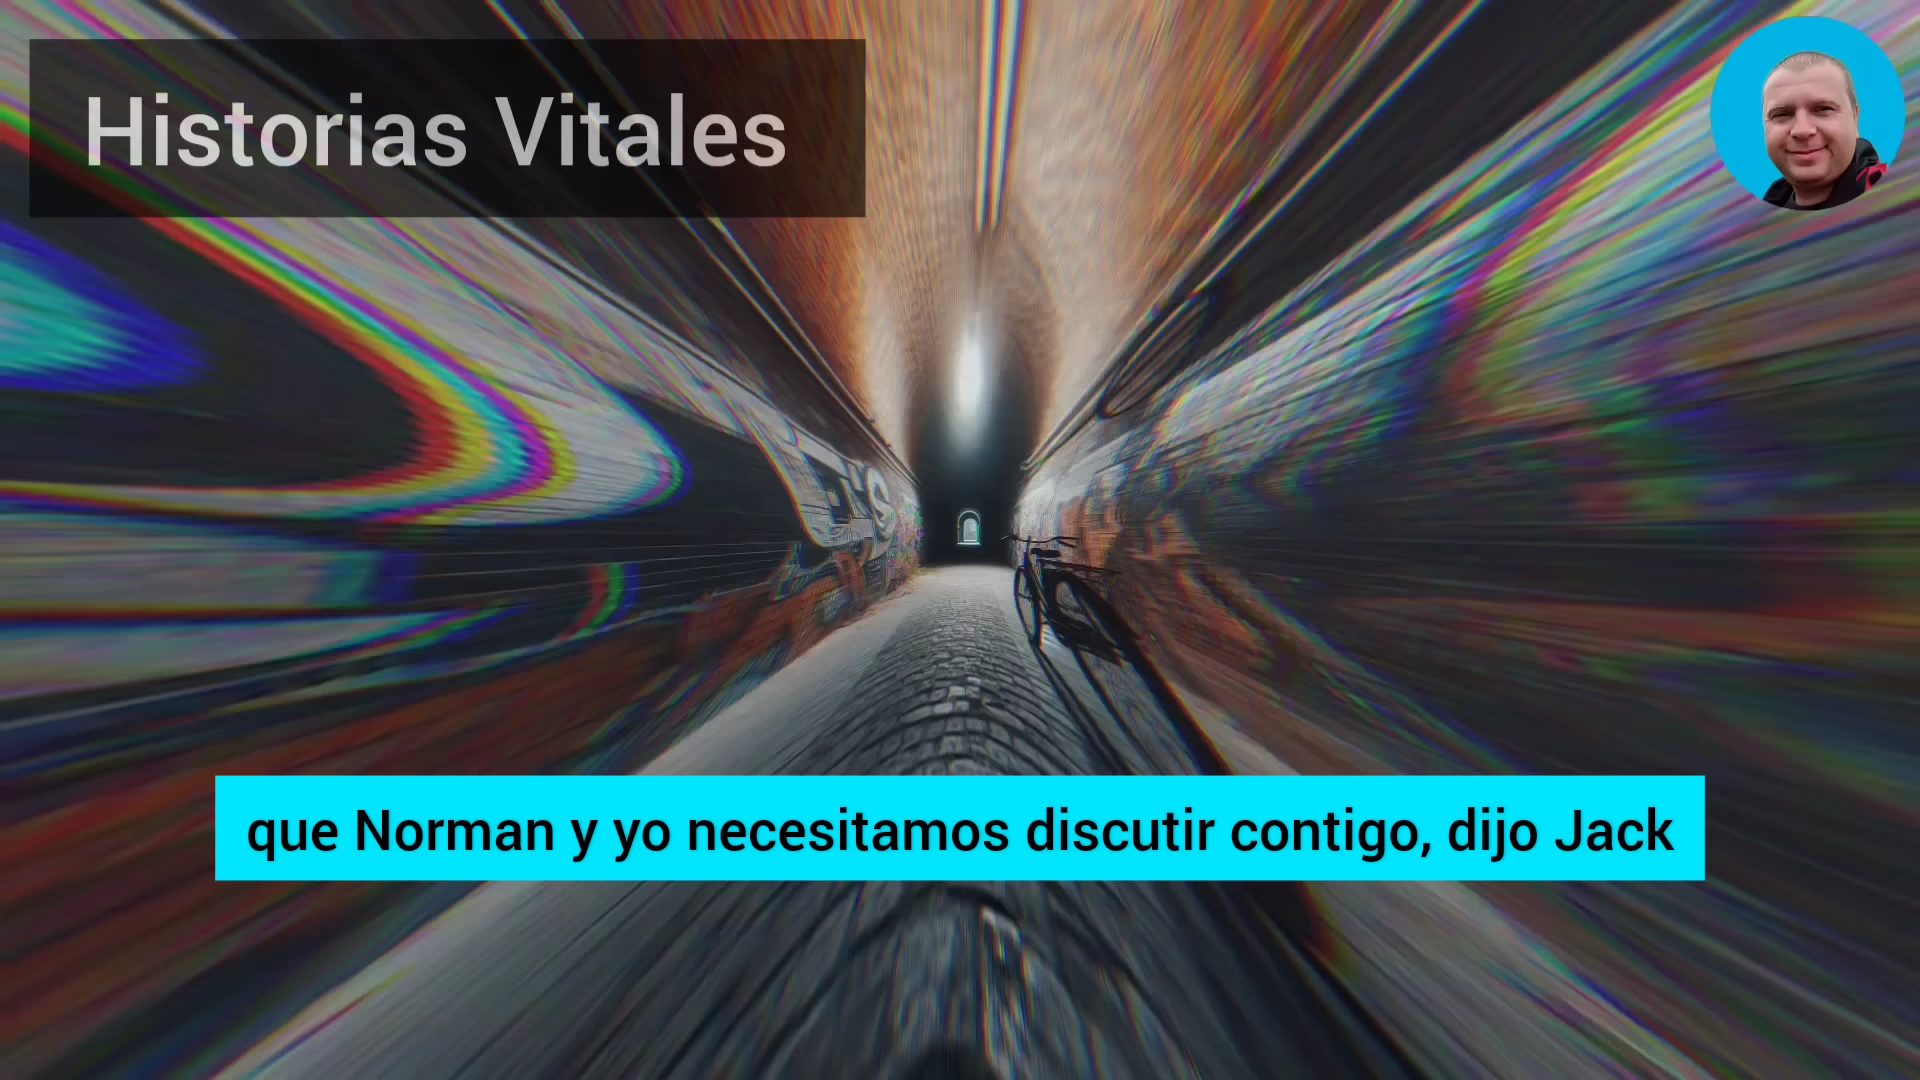 Historias Vitales
que Norman y yo necesitamos discutir contigo, dijo Jack